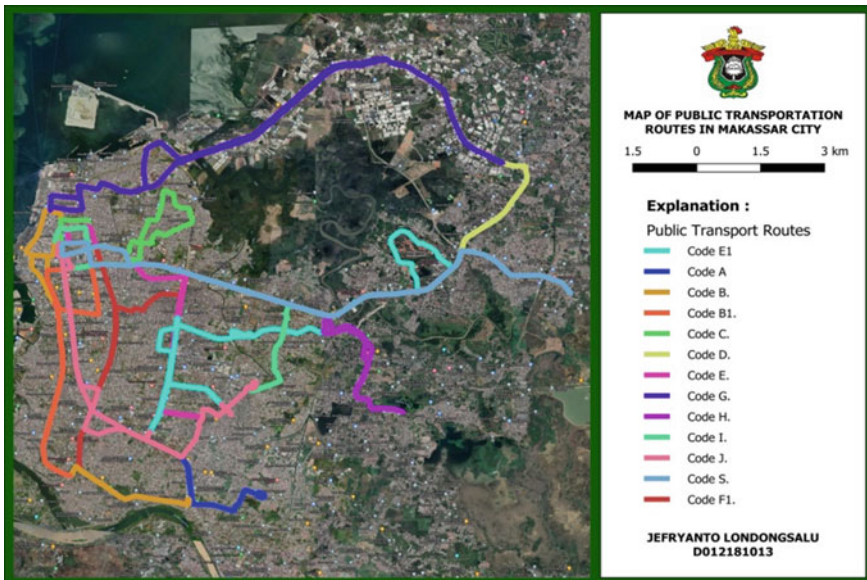 MAP OF PUBLIC TRANSPORTATION
ROUTES IN MAKASSAR CITY
1.5 0 1.5 3 km
Explanation :
Public Transport Routes
Code E1
Code A
Code B.
Code B1.
Code C.
Code D.
Code E.
Code G.
Code H.
Code I.
Code J.
Code S.
Code F1.
JEFRYANTO LONDONGSALU
D012181013